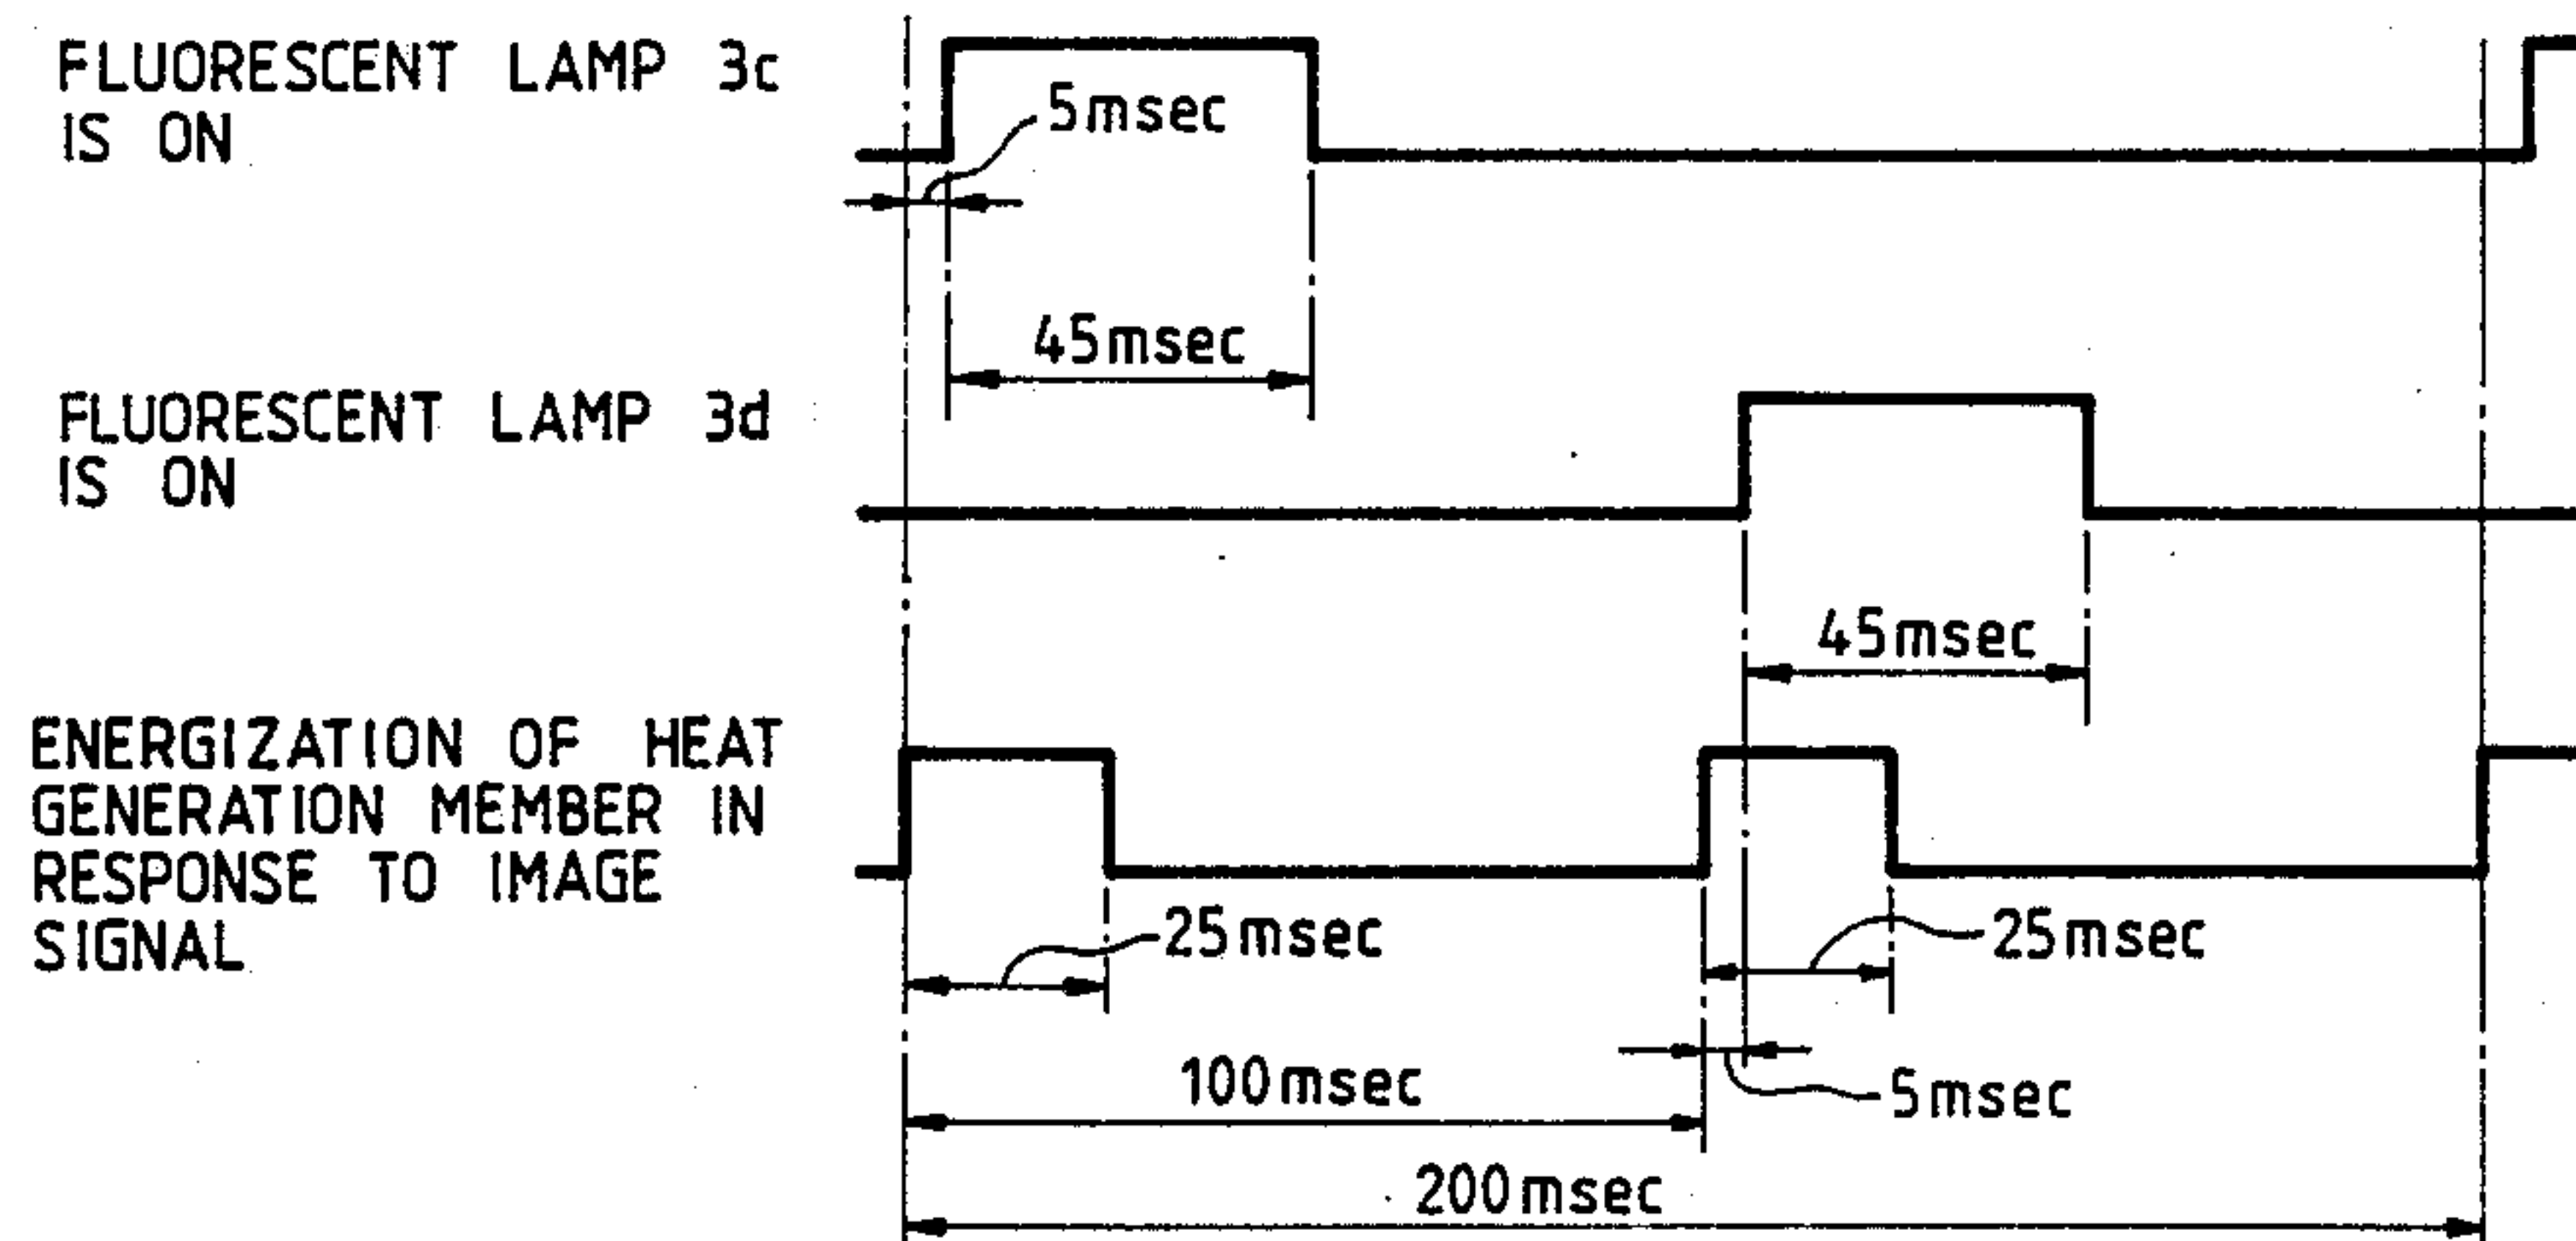 FLUORESCENT LAMP 3c
IS ON
5msec
45msec
FLUORESCENT LAMP 3d
IS ON
45msec
ENERGIZATION OF HEAT
GENERATION MEMBER IN
RESPONSE TO IMAGE
SIGNAL
25msec
25msec
100msec
5msec
200msec